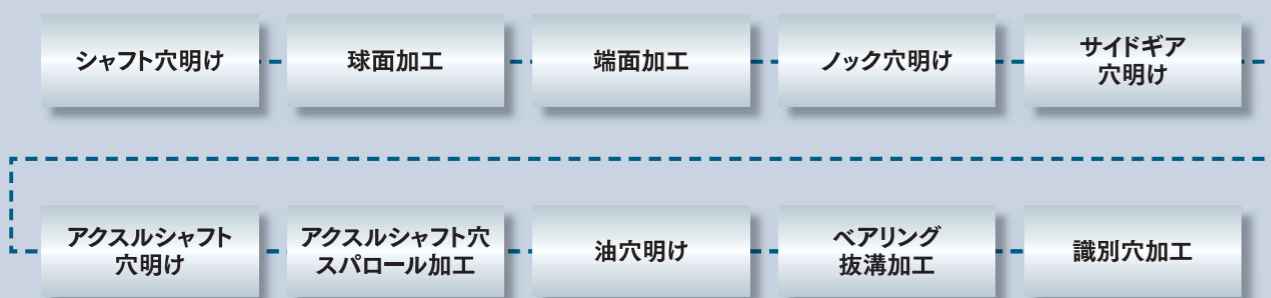 シャフト穴明け
球面加工
端面加工
ノック穴明け
サイドギア
穴明け
アクスルシャフト
穴明け
アクスルシャフト穴
スパロール加工
油穴明け
ベアリング
抜溝加工
識別穴加工